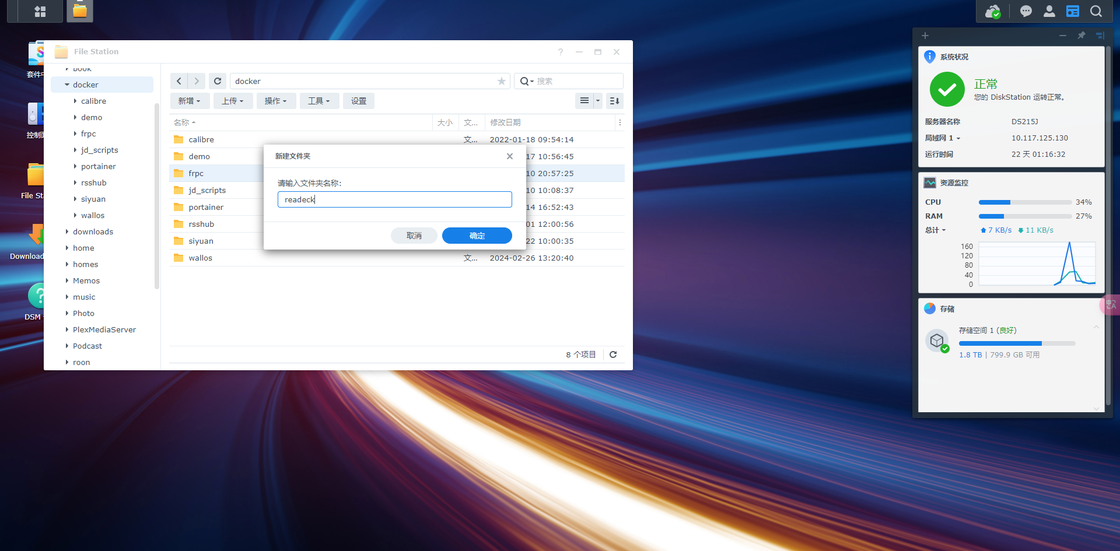 File Station
套件中
控制面
File Sta
Download
DSM
book
docker
calibre
demo
frpc
jd_scripts
portainer
rsshub
siyuan
wallos
downloads
home
homes
Memos
music
Photo
PlexMediaServer
Podcast
roon
docker
搜索
新增 上传 操作 工具 设置
名称 大小 文... 修改日期
calibre 文... 2022-01-18 09:54:14
demo 17 10:56:45
frpc 10 20:57:25
jd_scripts 10 10:08:37
portainer 14 16:52:43
rsshub 01 12:00:56
siyuan 22 10:00:35
wallos 文... 2024-02-26 13:20:40
8 个项目
新建文件夹
请输入文件夹名称:
readeck
取消 确定
系统状况
正常
您的 DiskStation 运转正常。
服务器名称 DS215J
局域网 1 10.117.125.130
运行时间 22 天 01:16:32
资源监控
CPU 34%
RAM 27%
总计 7 KB/s 11 KB/s
160
120
80
40
0
存储
存储空间 1 (良好)
1.8 TB | 799.9 GB 可用